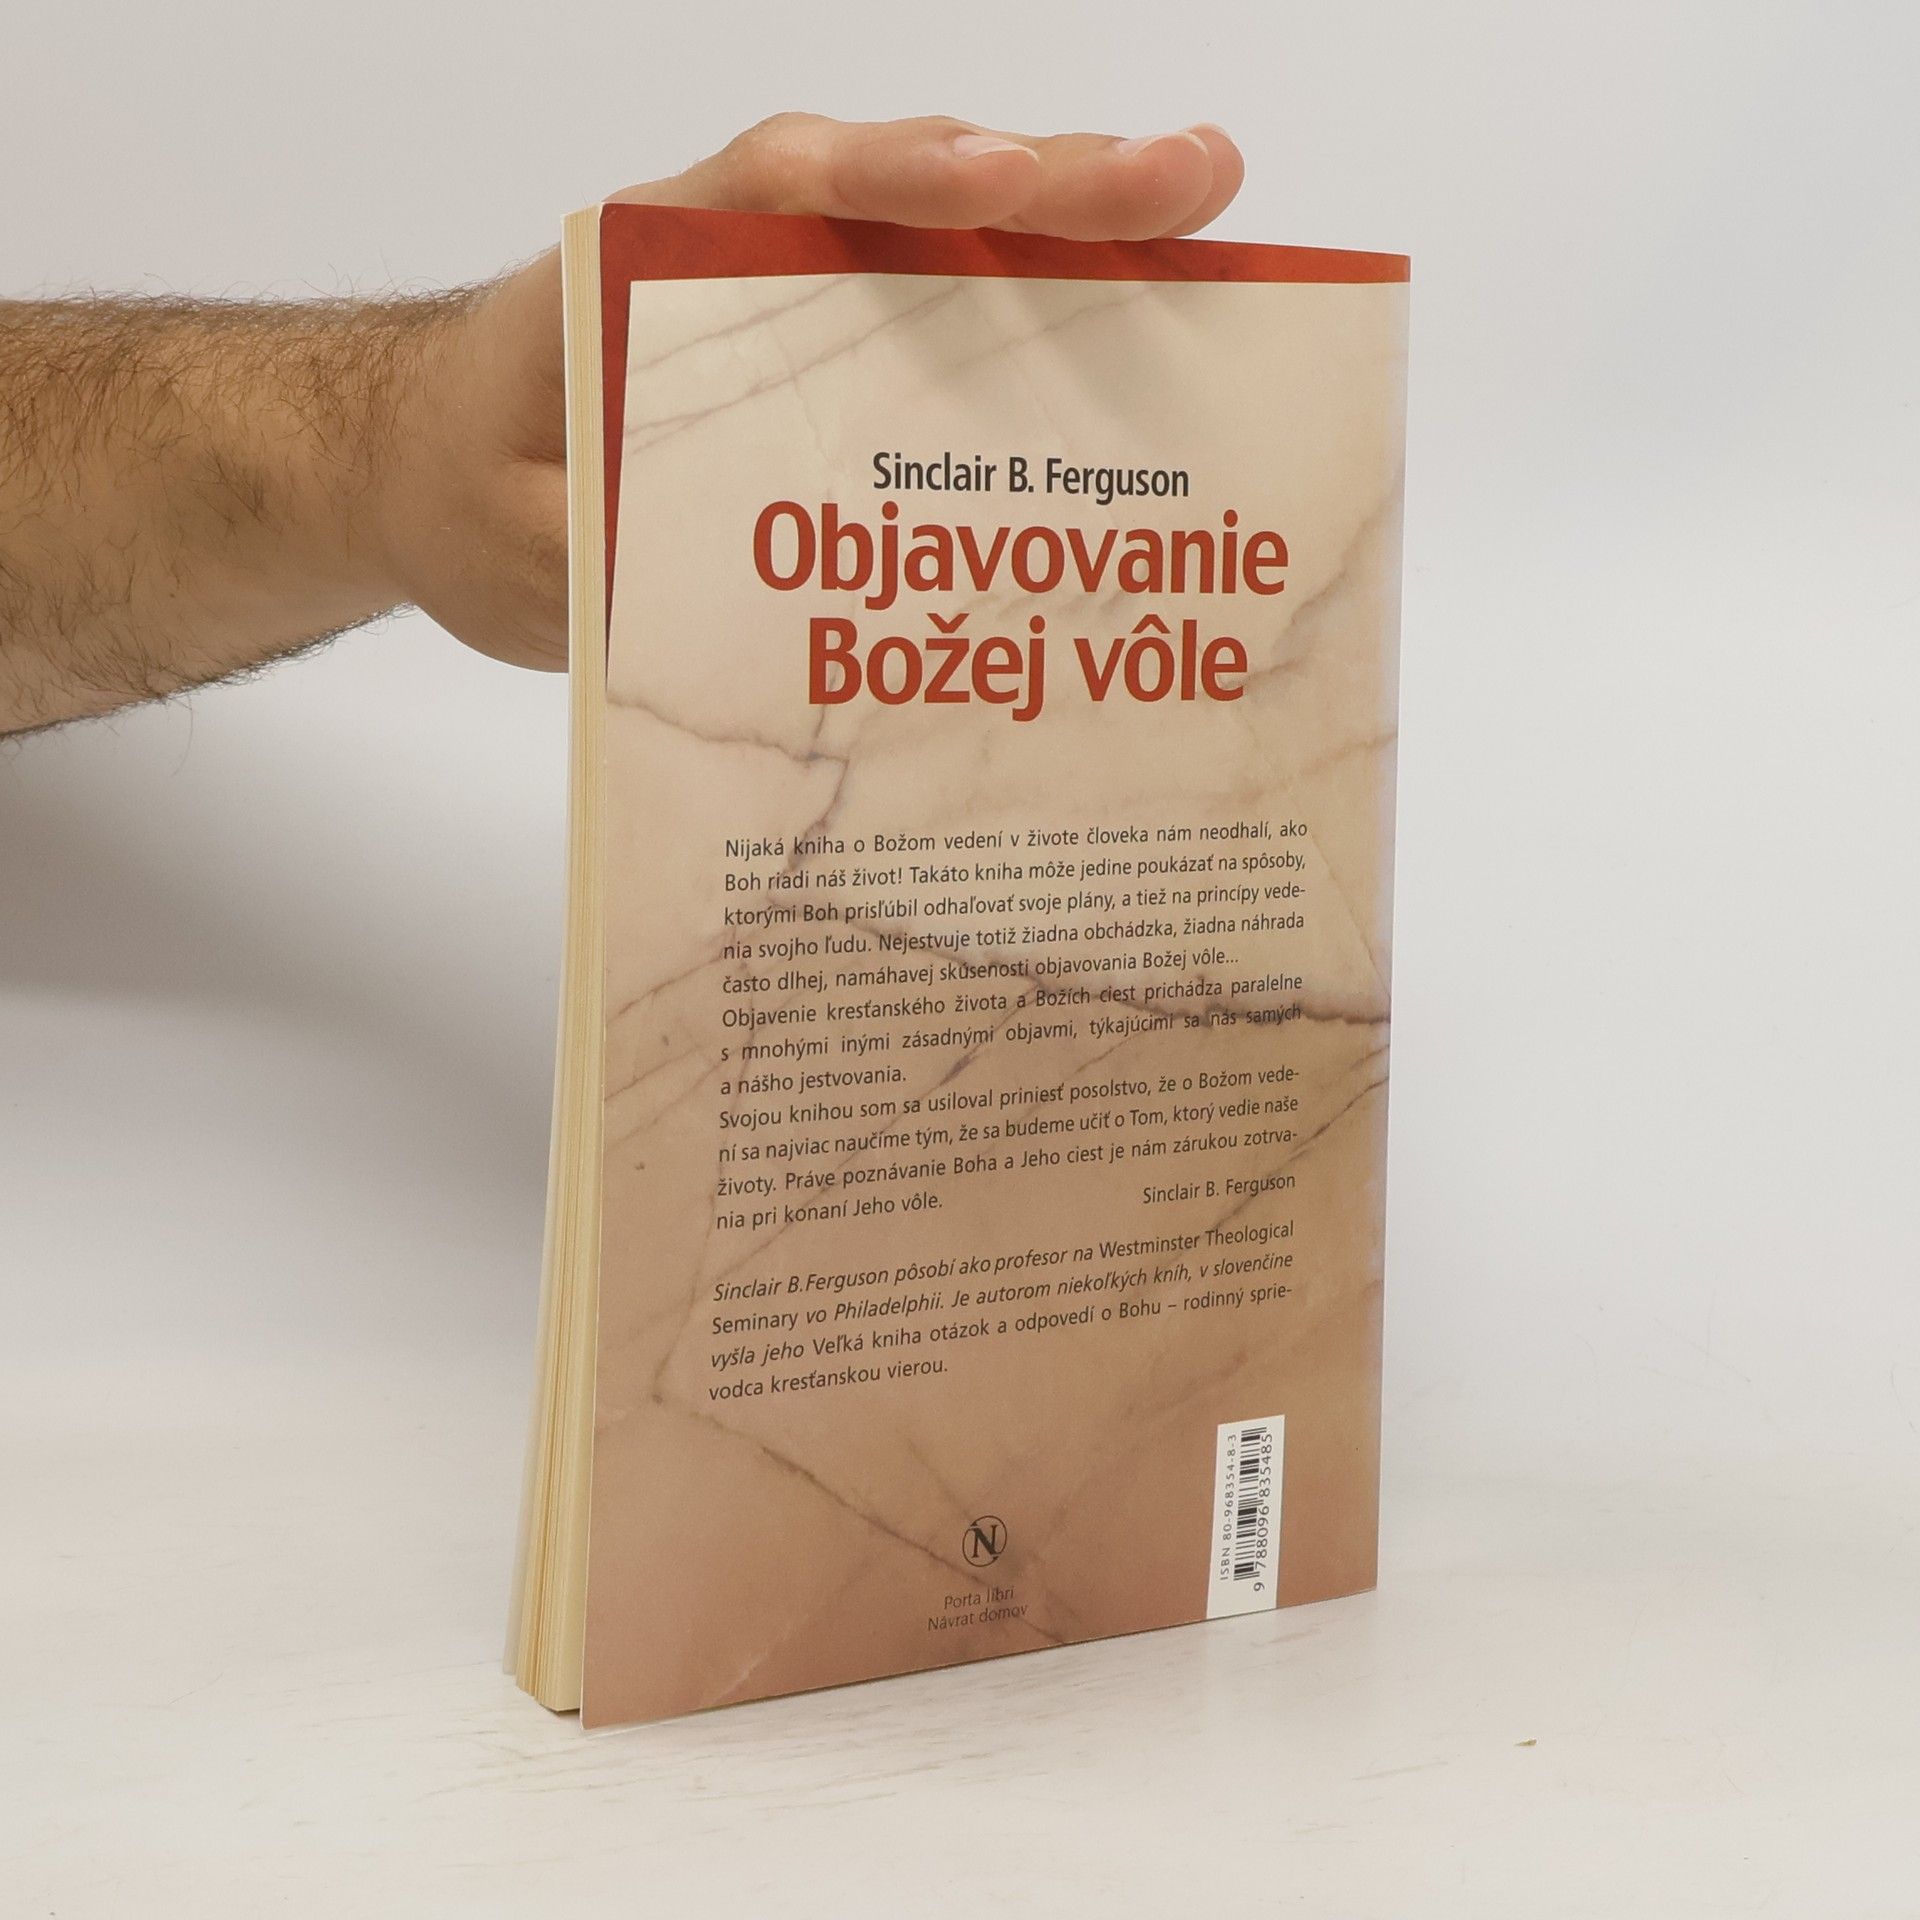 Sinclair B. Ferguson
Objavovanie
Božej vôle
Nijaká kniha o Božom vedení v živote človeka nám neodhalí, ako
Boh riadi náš život! Takáto kniha môže jedine poukázať na spôsoby,
ktorými Boh prisľúbil odhaľovať svoje plány, a tiež na princípy vede-
nia svojho ľudu. Nejestvuje totiž žiadna obchádzka, žiadna náhrada
často dlhej, namáhavej skúsenosti objavovania Božej vôle...
Objavenie kresťanského života a Božích ciest prichádza paralelne
s mnohými inými zásadnými objavmi, týkajúcimi sa nás samých
a nášho jestvovania.
Svojou knihou som sa usiloval priniesť posolstvo, že o Božom vede-
ní sa najviac naučíme tým, že sa budeme učiť o Tom, ktorý vedie naše
životy. Práve poznávanie Boha a Jeho ciest je nám zárukou zotrva-
nia pri konaní Jeho vôle.
Sinclair B. Ferguson
Sinclair B.Ferguson pôsobí ako profesor na Westminster Theological
Seminary vo Philadelphii. Je autorom niekoľkých kníh, v slovenčine
vyšla jeho Veľká kniha otázok a odpovedí o Bohu – rodinný sprie-
vodca kresťanskou vierou.
N
Porta libri
Návrat domov
ISBN 80-968354-8-3
9 788096 835485